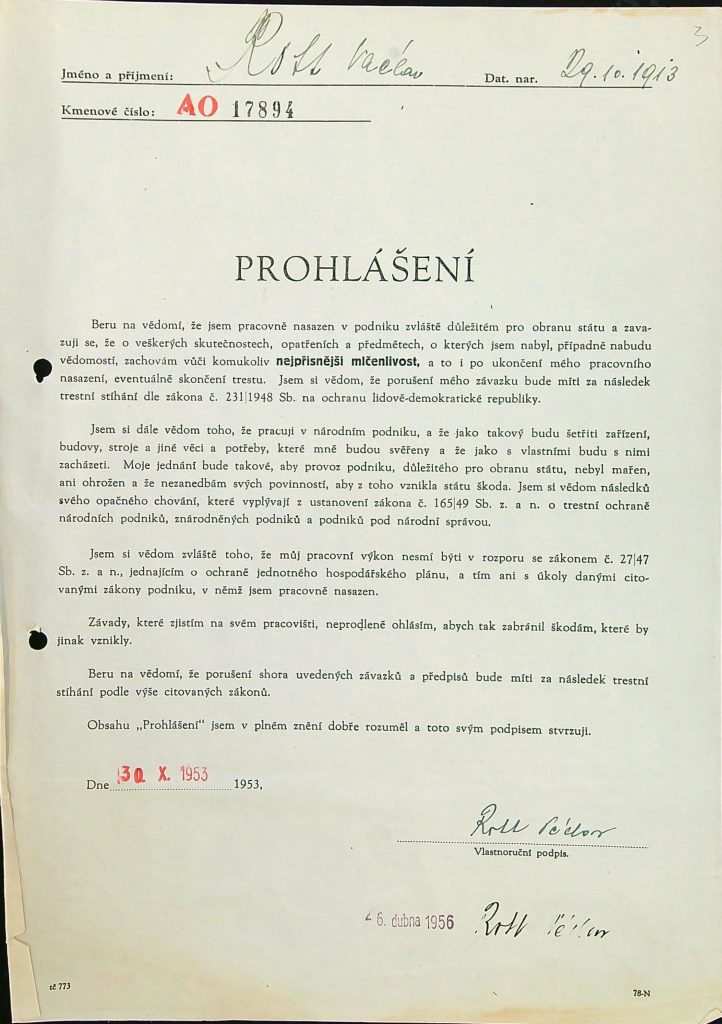 3
Jméno a příjmení: Rott Václav Dat. nar. 29.10.1913
Kmenové číslo: AO 17894
PROHLÁŠENÍ
Beru na vědomí, že jsem pracovně nasazen v podniku zvláště důležitém pro obranu státu a zava-
zuji se, že o veškerých skutečnostech, opatřeních a předmětech, o kterých jsem nabyl, případně nabudu
vědomostí, zachovám vůči komukoliv nejpřísnější mlčenlivost, a to i po ukončení mého pracovního
nasazení, eventuálně skončení trestu. Jsem si vědom, že porušení mého závazku bude míti za následek
trestní stíhání dle zákona č. 231|1948 Sb. na ochranu lidově-demokratické republiky.
Jsem si dále vědom toho, že pracuji v národním podniku, a že jako takový budu šetřiti zařízení,
budovy, stroje a jiné věci a potřeby, které mně budou svěřeny a že jako s vlastními budu s nimi
zacházeti. Moje jednání bude takové, aby provoz podniku, důležitého pro obranu státu, nebyl mařen,
ani ohrožen a že nezanedbám svých povinností, aby z toho vznikla státu škoda. Jsem si vědom následků
svého opačného chování, které vyplývají z ustanovení zákona č. 165|49 Sb. z. a n. o trestní ochraně
národních podniků, znárodněných podniků a podniků pod národní správou.
Jsem si vědom zvláště toho, že můj pracovní výkon nesmí býti v rozporu se zákonem č. 27|47
Sb. z. a n., jednajícím o ochraně jednotného hospodářského plánu, a tím ani s úkoly danými cito-
vanými zákony podniku, v němž jsem pracovně nasazen.
Závady, které zjistím na svém pracovišti, neprodleně ohlásím, abych tak zabránil škodám, které by
jinak vznikly.
Beru na vědomí, že porušení shora uvedených závazků a předpisů bude míti za následek trestní
stíhání podle výše citovaných zákonů.
Obsahu „Prohlášení“ jsem v plném znění dobře rozuměl a toto svým podpisem stvrzuji.
Dne 30. X. 1953 1953,
Rott Václav
Vlastnoruční podpis.
26. dubna 1956 Rott Václav
tč 773
78-N